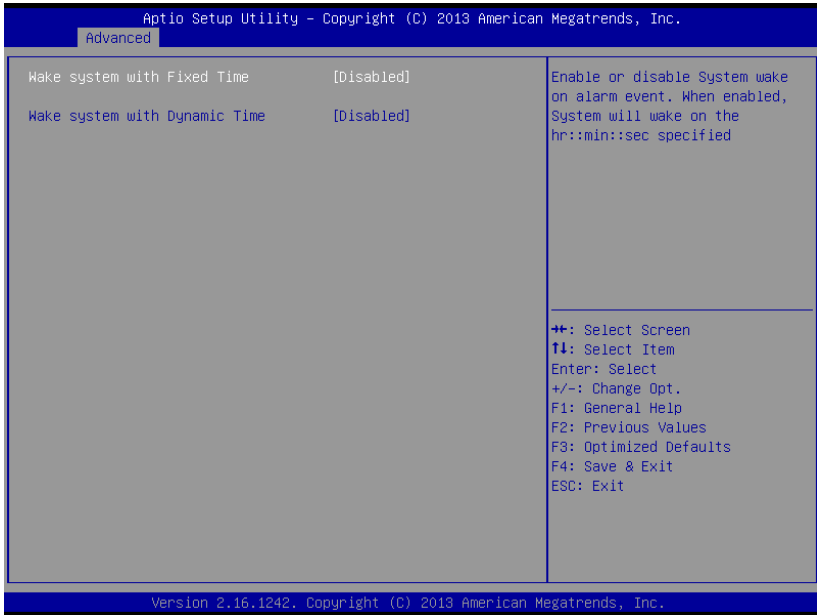 Aptio Setup Utility – Copyright (C) 2013 American Megatrends, Inc.
Advanced
Wake system with Fixed Time [Disabled]
Wake system with Dynamic Time [Disabled]
Enable or disable System wake
on alarm event. When enabled,
System will wake on the
hr::min::sec specified
→←: Select Screen
↑↓: Select Item
Enter: Select
+/-: Change Opt.
F1: General Help
F2: Previous Values
F3: Optimized Defaults
F4: Save & Exit
ESC: Exit
Version 2.16.1242. Copyright (C) 2013 American Megatrends, Inc.